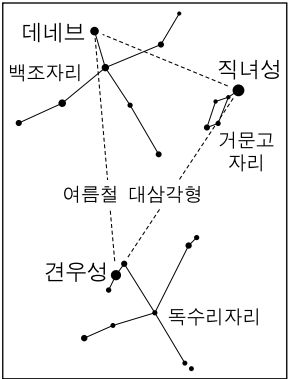 데네브
백조자리
직녀성
거문고
자리
여름철 대삼각형
견우성
독수리자리